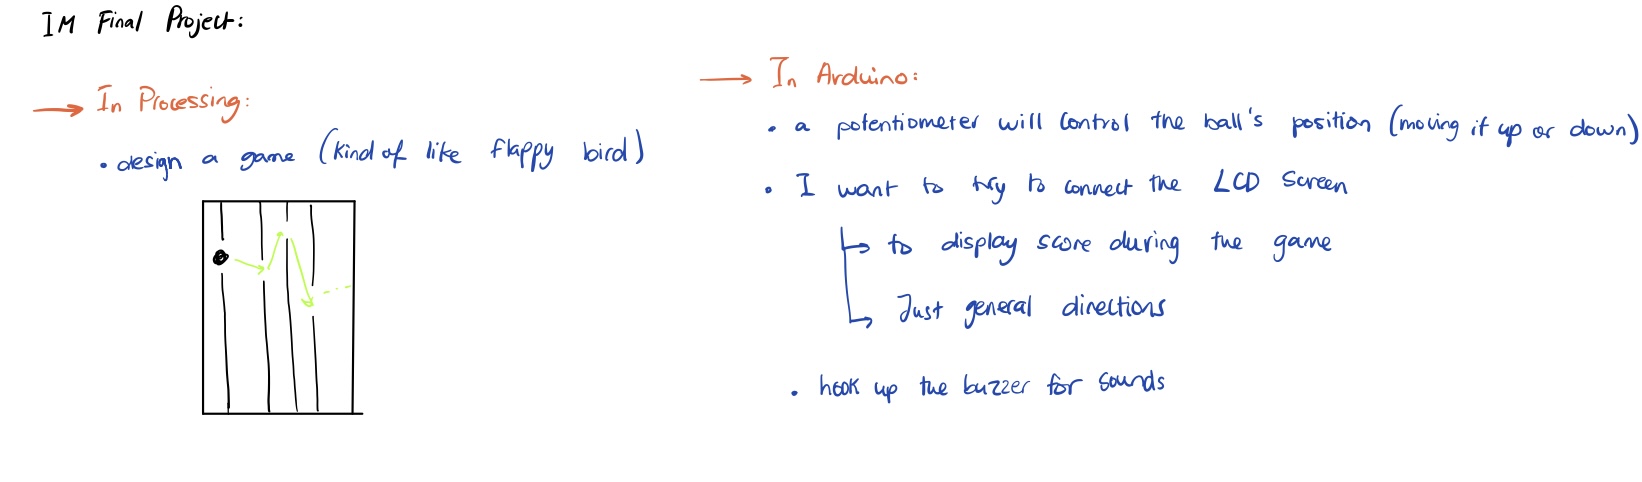 IM Final Project:
→ In Processing:
• design a game (kind of like flappy bird)
→ In Arduino:
• a potentiometer will control the ball's position (moving it up or down)
• I want to try to connect the LCD screen
↳ to display score during the game
↳ Just general directions
• hook up the buzzer for sounds